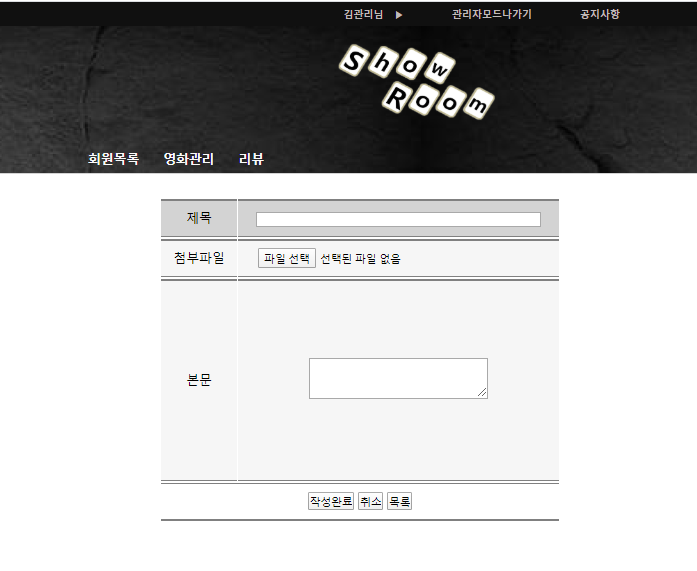 김관리님 ▶ 관리자모드나가기 공지사항
Show
Room
회원목록 영화관리 리뷰
제목
첨부파일 파일 선택 선택된 파일 없음
본문
작성완료 취소 목록